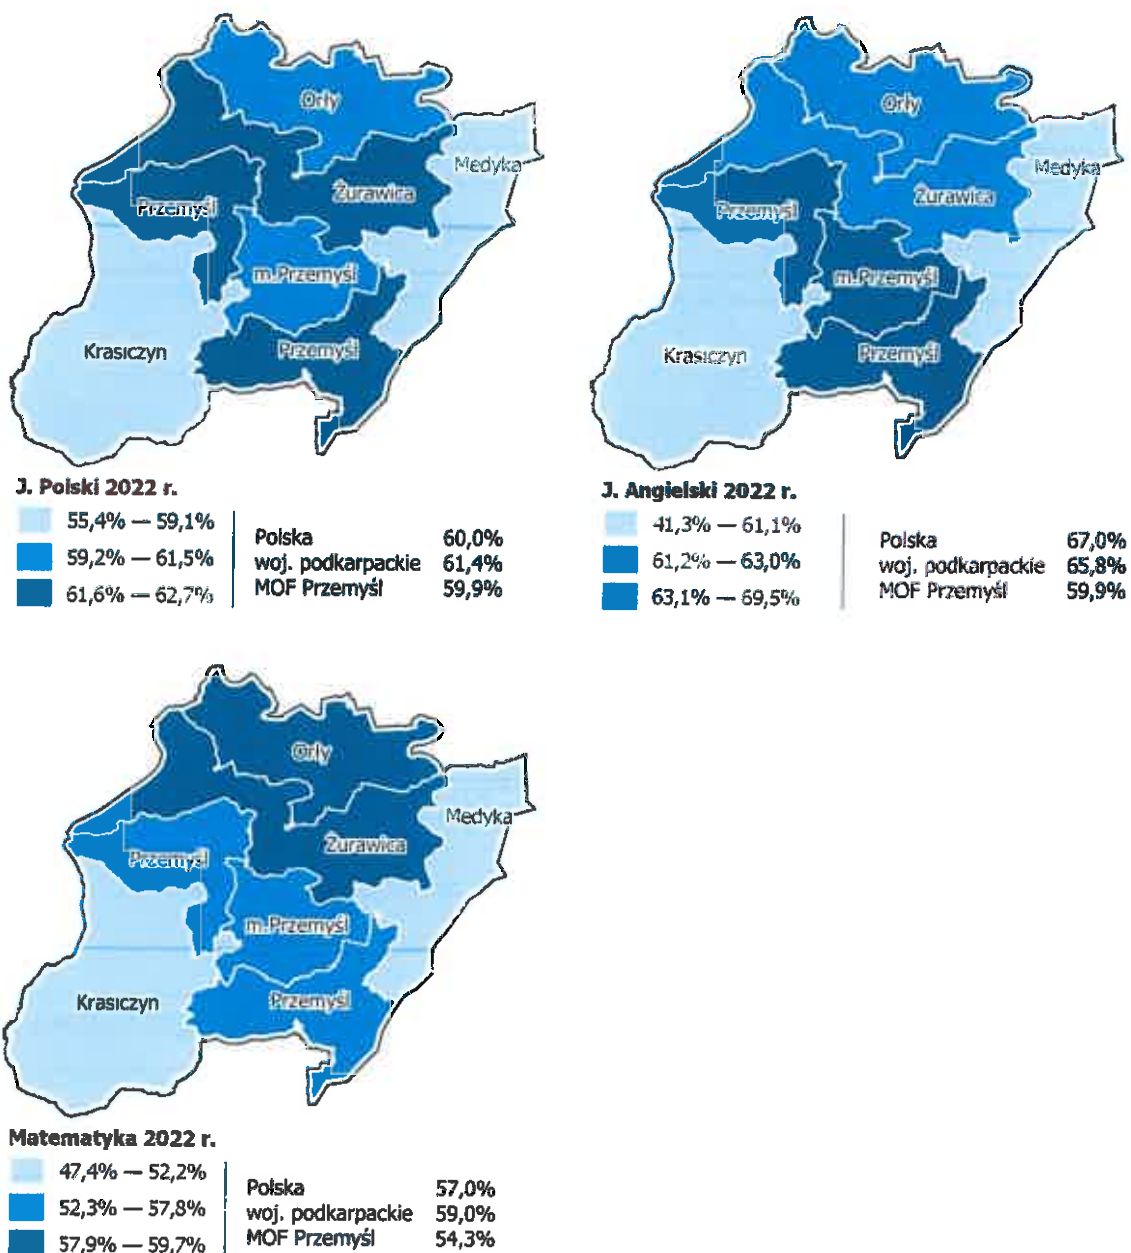 Orły
Medyka
Żurawica
Przemyśl
m.Przemyśl
Krasiczyn
Przemyśl
J. Polski 2022 r.
55,4% — 59,1%
59,2% — 61,5%
61,6% — 62,7%
Polska 60,0%
woj. podkarpackie 61,4%
MOF Przemyśl 59,9%
Orły
Medyka
Żurawica
Przemyśl
m.Przemyśl
Krasiczyn
Przemyśl
J. Angielski 2022 r.
41,3% — 61,1%
61,2% — 63,0%
63,1% — 69,5%
Polska 67,0%
woj. podkarpackie 65,8%
MOF Przemyśl 59,9%
Orły
Medyka
Żurawica
Przemyśl
m.Przemyśl
Krasiczyn
Przemyśl
Matematyka 2022 r.
47,4% — 52,2%
52,3% — 57,8%
57,9% — 59,7%
Polska 57,0%
woj. podkarpackie 59,0%
MOF Przemyśl 54,3%